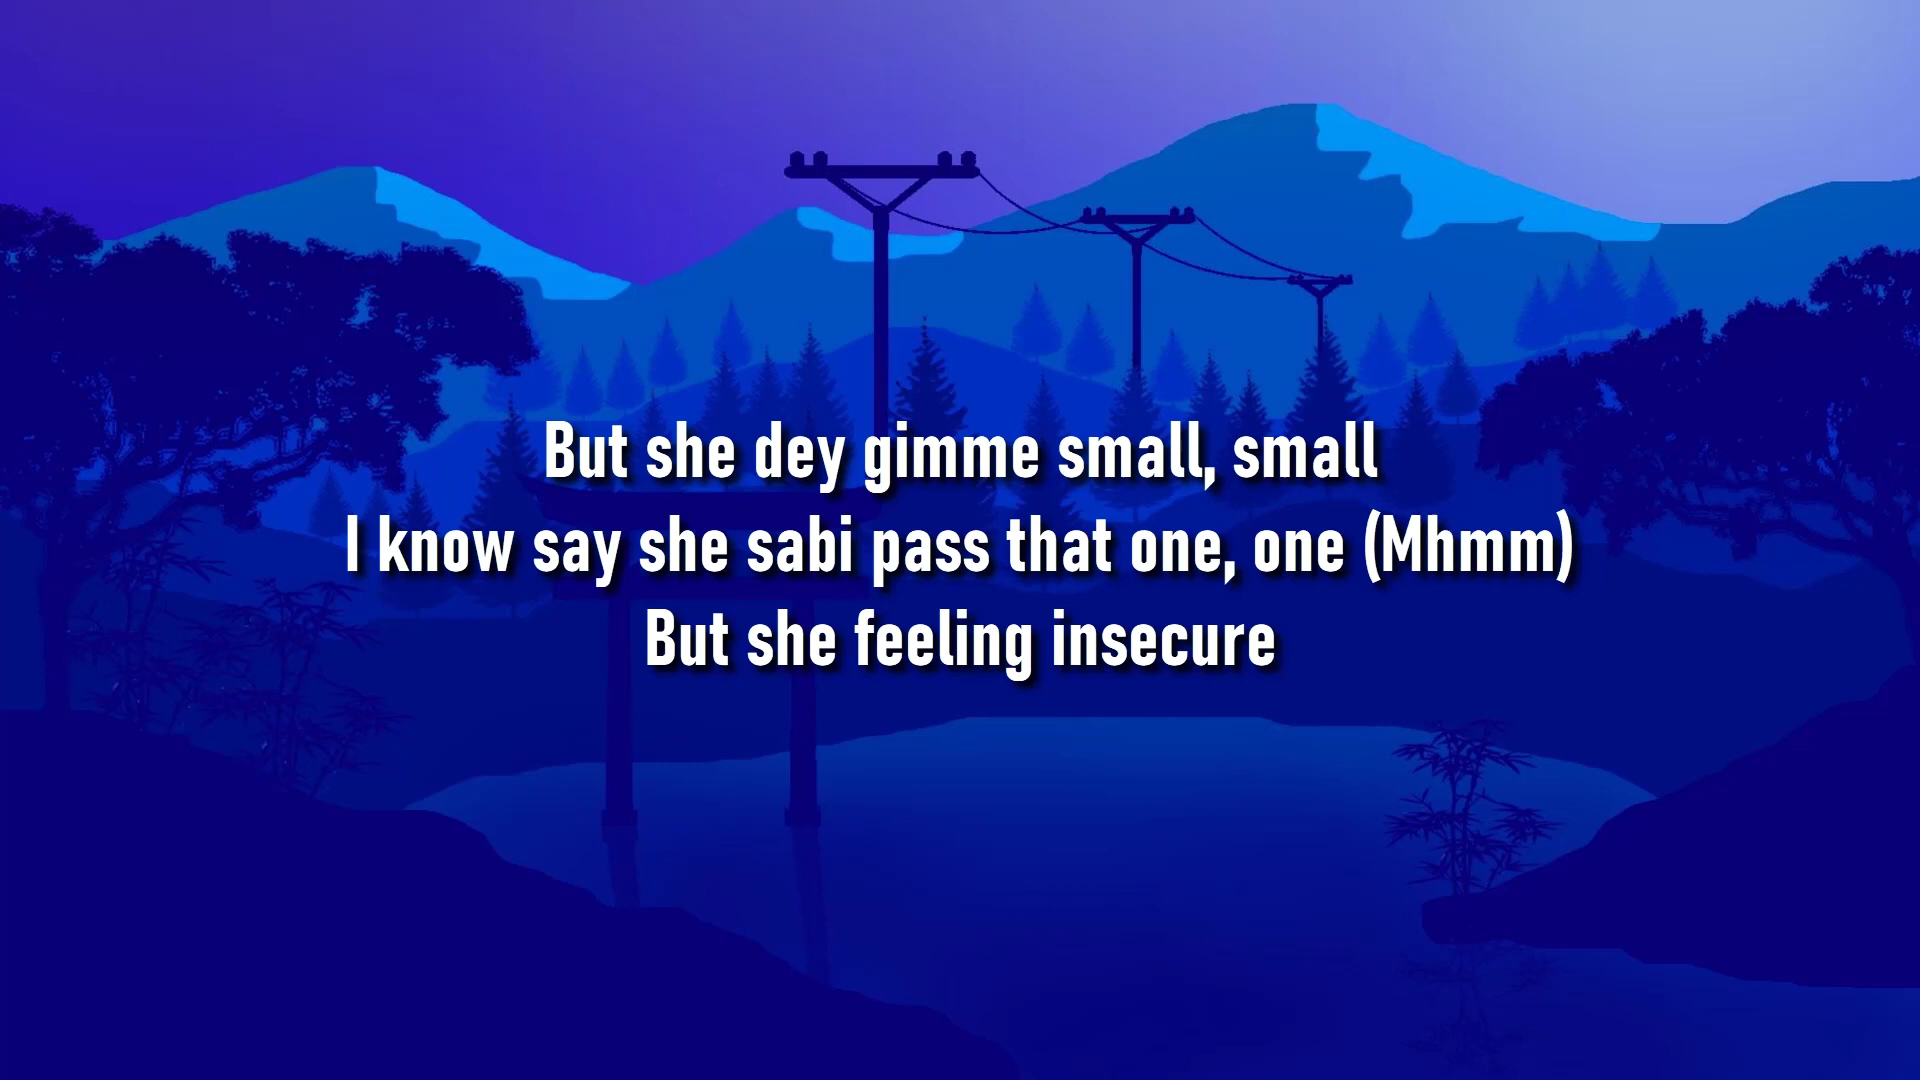 But she dey gimme small, small
I know say she sabi pass that one, one (Mhmm)
But she feeling insecure